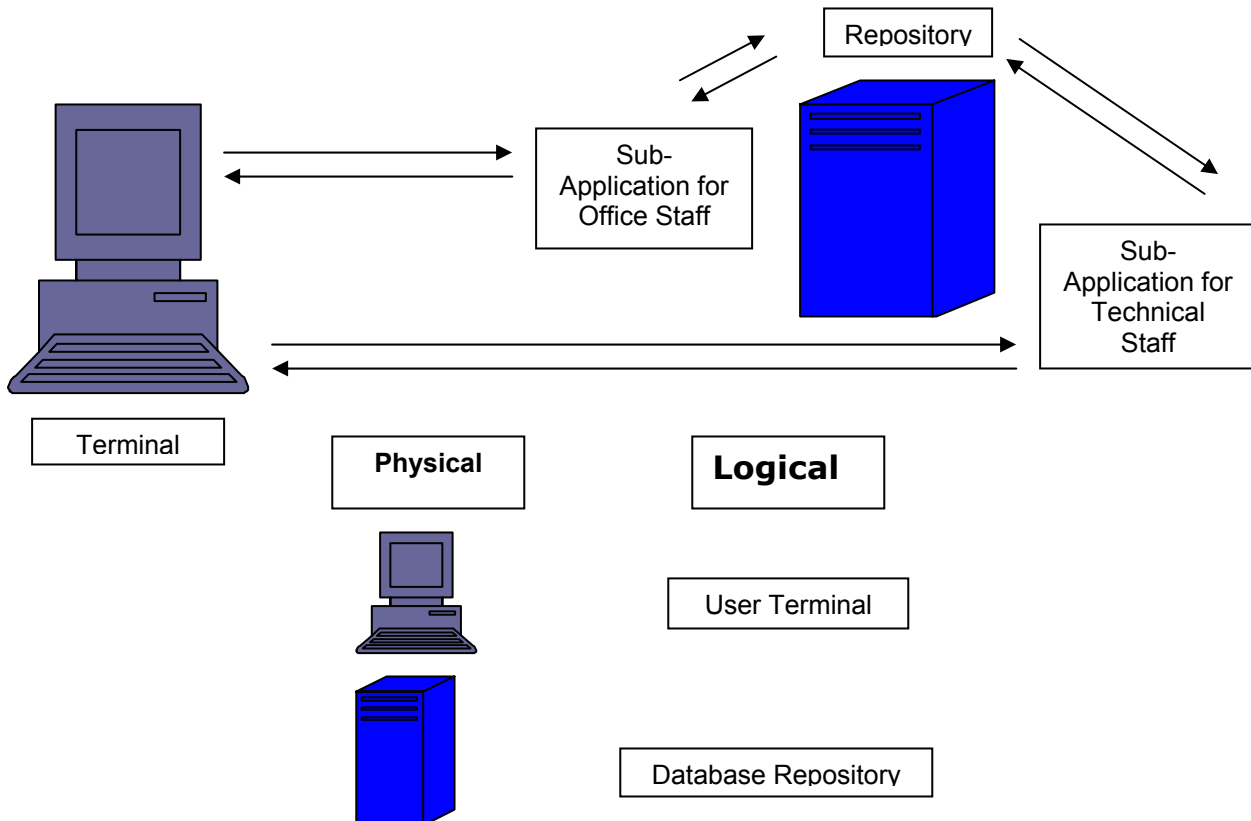 Repository
Sub-
Application for
Office Staff
Sub-
Application for
Technical
Staff
Terminal
Physical
Logical
User Terminal
Database Repository